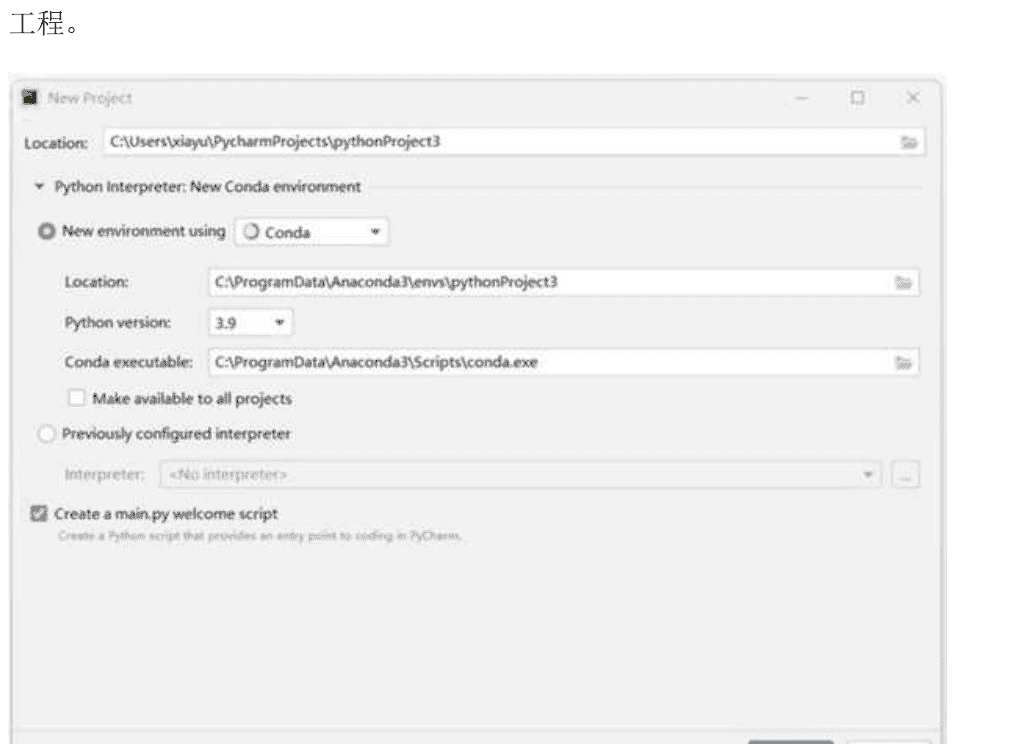 工程。
New Project
Location: C:\Users\xiayu\PycharmProjects\pythonProject3
Python Interpreter: New Conda environment
New environment using Conda
Location: C:\ProgramData\Anaconda3\envs\pythonProject3
Python version: 3.9
Conda executable: C:\ProgramData\Anaconda3\Scripts\conda.exe
Make available to all projects
Previously configured interpreter
Interpreter: <No interpreter> ...
Create a main.py welcome script
Create a Python script that provides an entry point to coding in PyCharm.